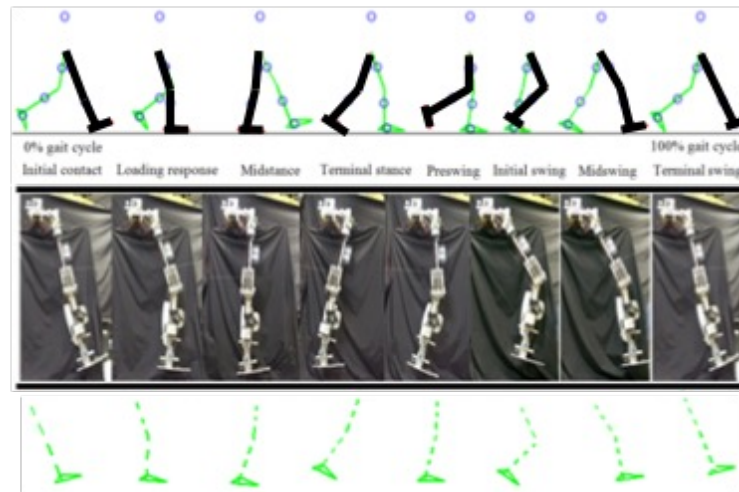 0% gait cycle 100% gait cycle
Initial contact Loading response Midstance Terminal stance Preswing Initial swing Midswing Terminal swing